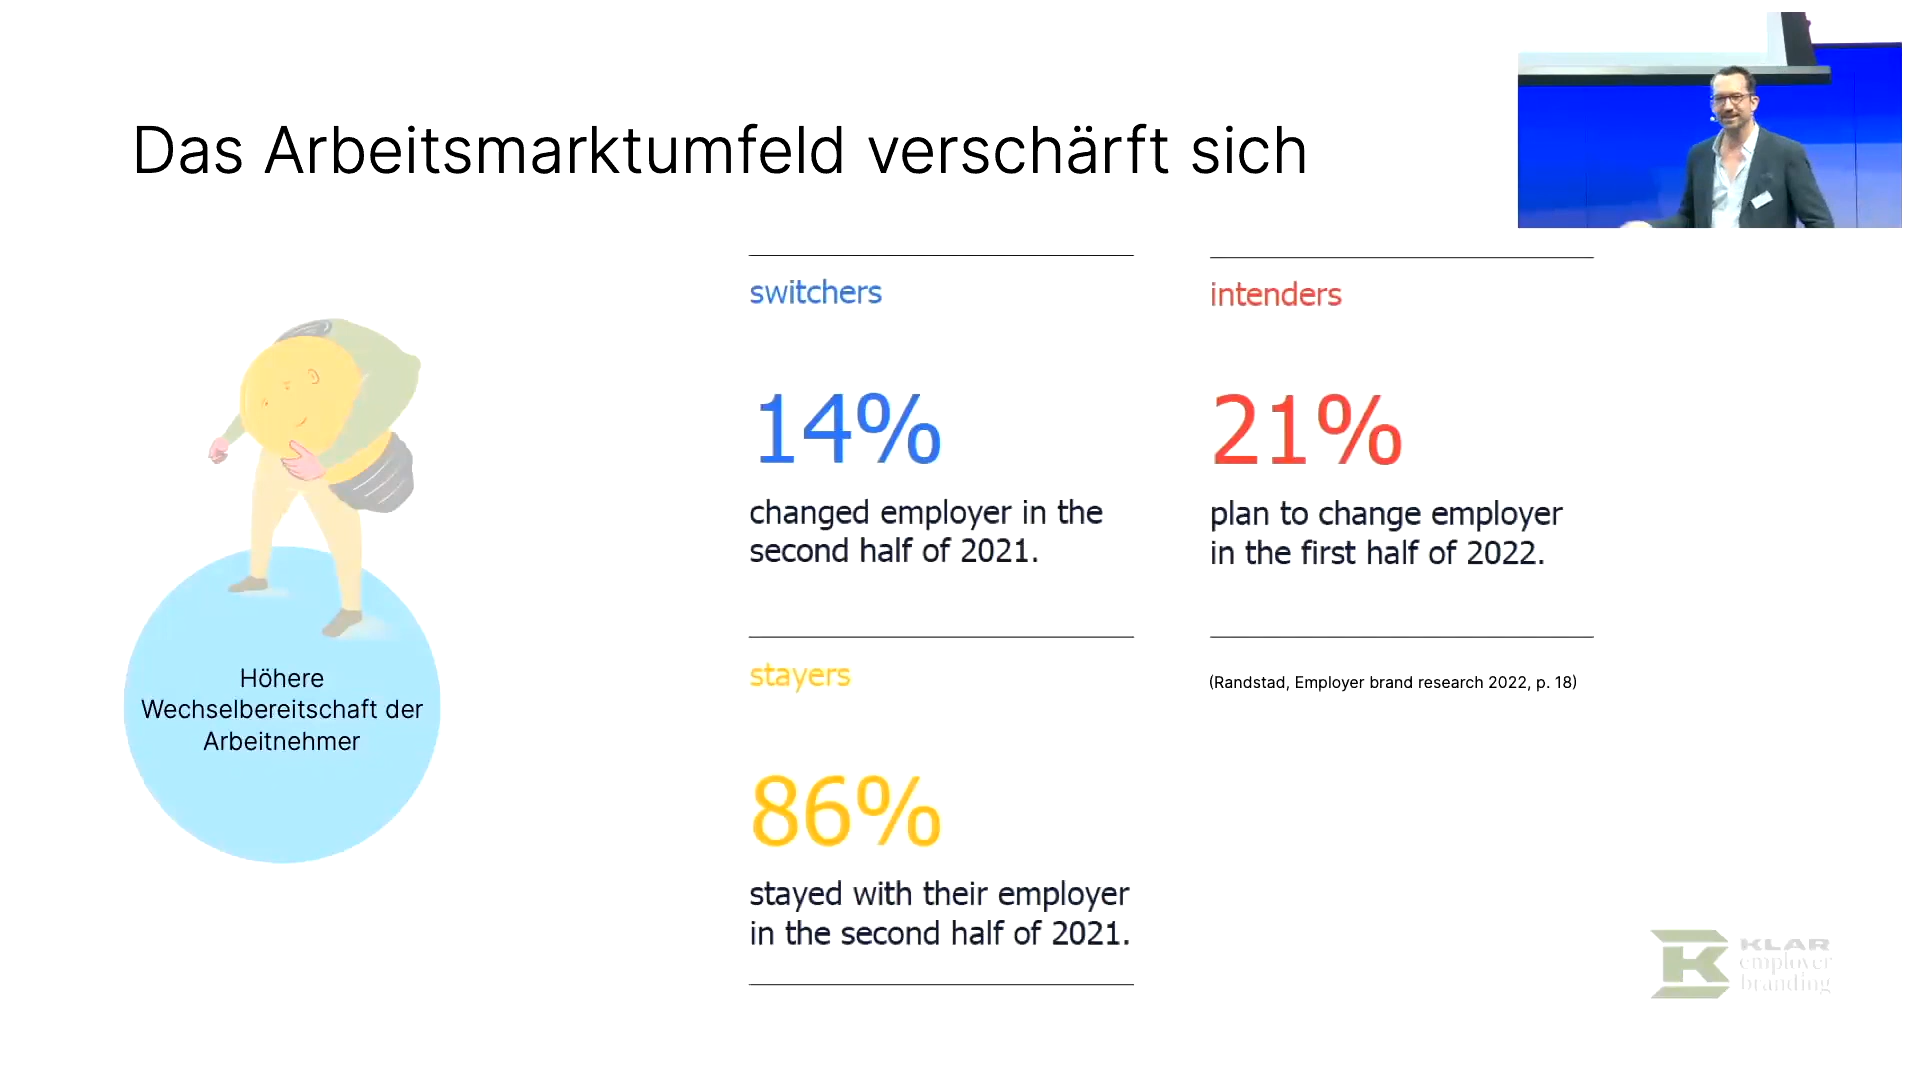 Das Arbeitsmarktumfeld verschärft sich
switchers
14%
changed employer in the
second half of 2021.
intenders
21%
plan to change employer
in the first half of 2022.
stayers
86%
stayed with their employer
in the second half of 2021.
(Randstad, Employer brand research 2022, p. 18)
Höhere
Wechselbereitschaft der
Arbeitnehmer
KLAR
employer
branding